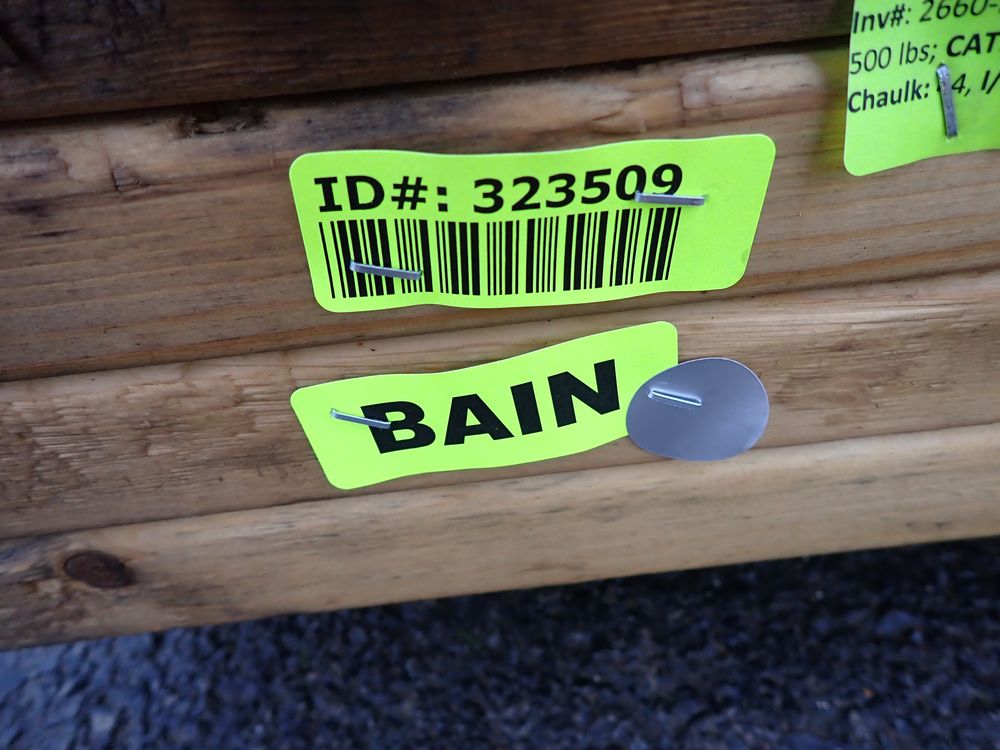 Inv#: 2660-
500 lbs; CAT
Chaulk: 4, I/
ID#: 323509
BAIN